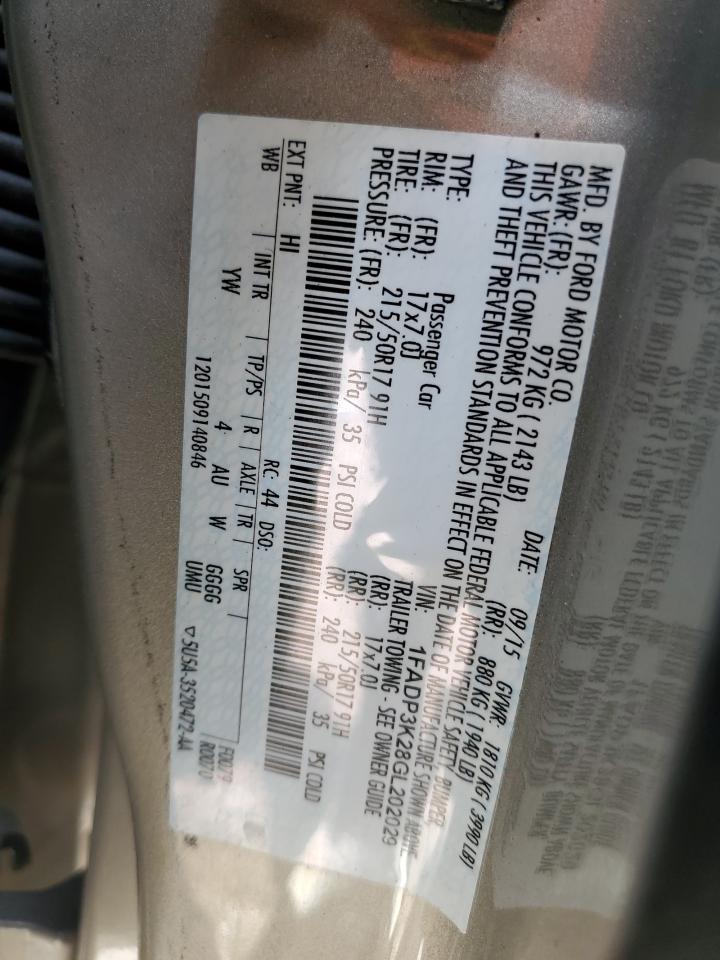 MFD. BY FORD MOTOR CO.
DATE: 09/15 GVWR: 1810 KG ( 3990 LB)
GAWR: (FR): 972 KG ( 2143 LB) (RR): 880 KG ( 1940 LB)
THIS VEHICLE CONFORMS TO ALL APPLICABLE FEDERAL MOTOR VEHICLE SAFETY, BUMPER
AND THEFT PREVENTION STANDARDS IN EFFECT ON THE DATE OF MANUFACTURE SHOWN ABOVE
VIN: 1FADP3K28GL202029
TYPE: Passenger Car TRAILER TOWING - SEE OWNER GUIDE
RIM: (FR): 17x7.0J (RR): 17x7.0J
TIRE: (FR): 215/50R17 91H (RR): 215/50R17 91H
PRESSURE: (FR): 240 kPa/ 35 PSI COLD (RR): 240 kPa/ 35 PSI COLD
EXT PNT: HI RC: 44 DSO: F0079
WB INT TR TP/PS R AXLE TR SPR R0070
YW 4 AU W GGGG
1201509140846 UMU ▽5U5A-3520472-AA